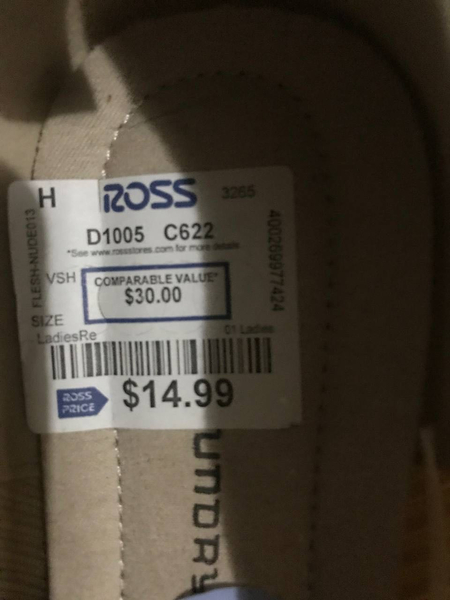 H ROSS 3265
D1005 C622
*See www.rossstores.com for more details
FLESH-NUDE013
VSH
COMPARABLE VALUE*
$30.00
400269977424
SIZE
LadiesRe 01 Ladies
ROSS PRICE
$14.99
UNDRY